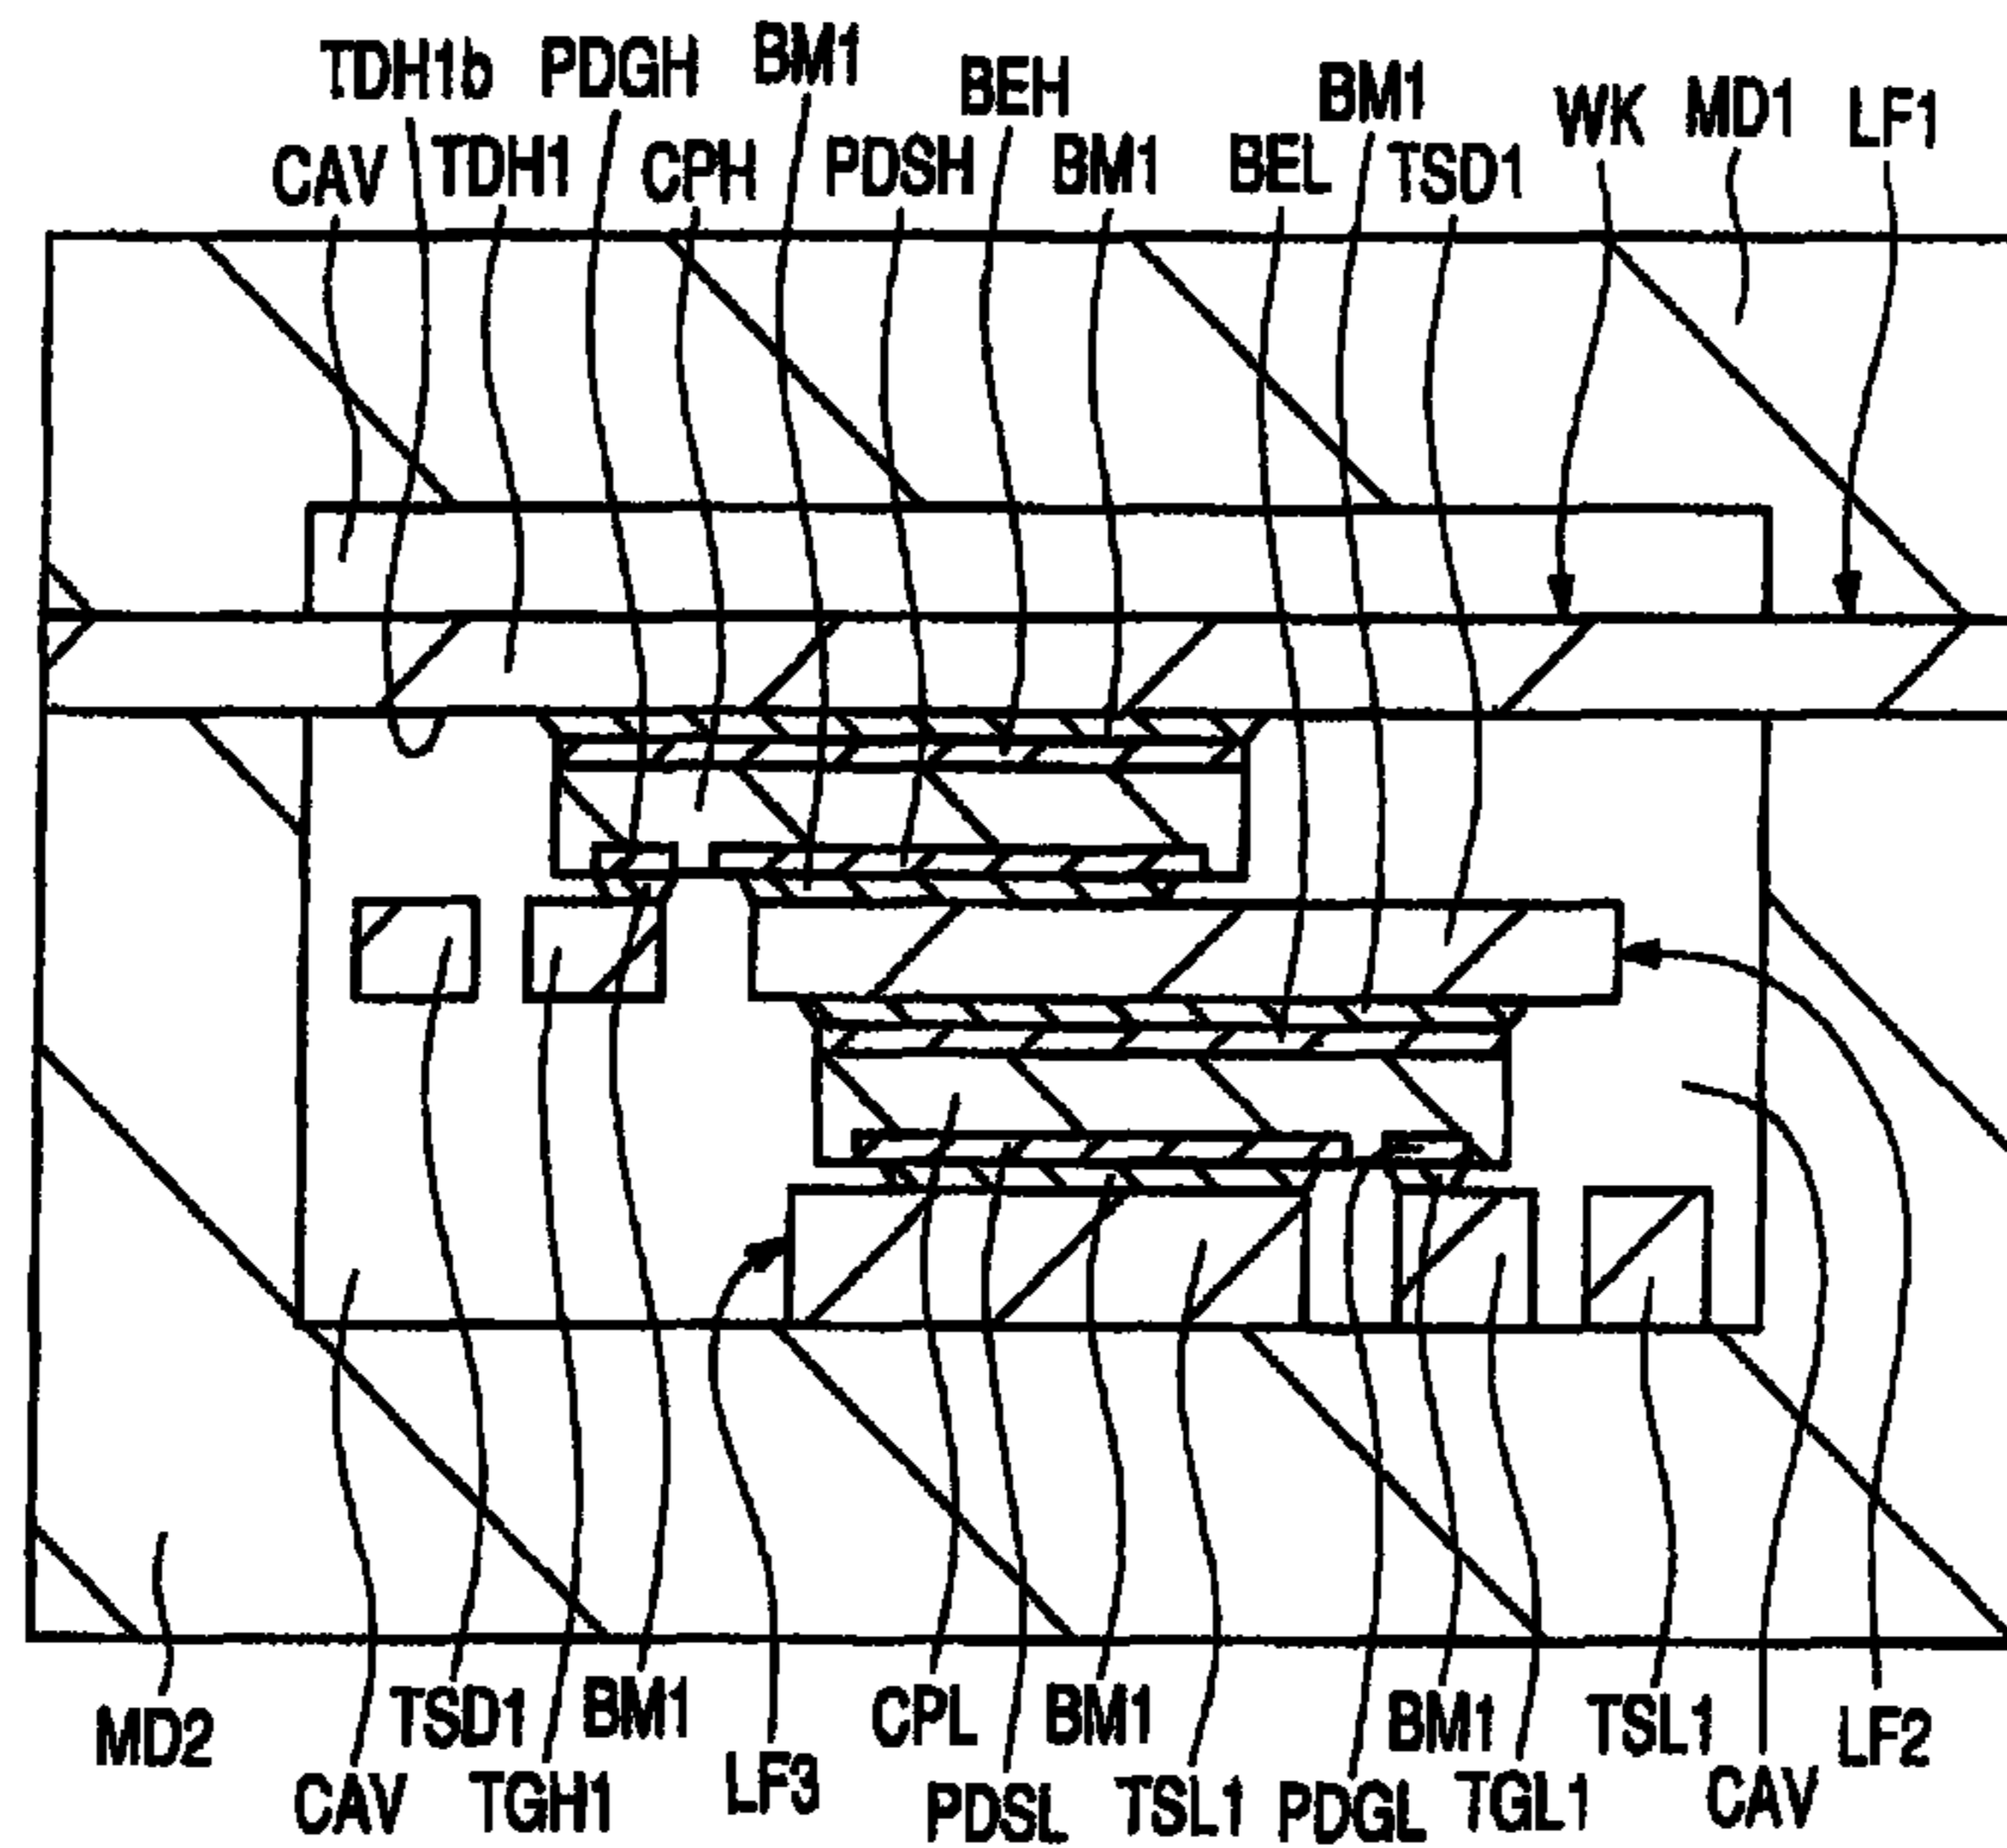 TDH1b PDGH BM1 BEH BM1 WK MD1 LF1
CAV TDH1 CPH PDSH BM1 BEL TSD1
MD2 TSD1 BM1 CPL BM1 BM1 TSL1 LF2
CAV TGH1 LF3 PDSL TSL1 PDGL TGL1 CAV